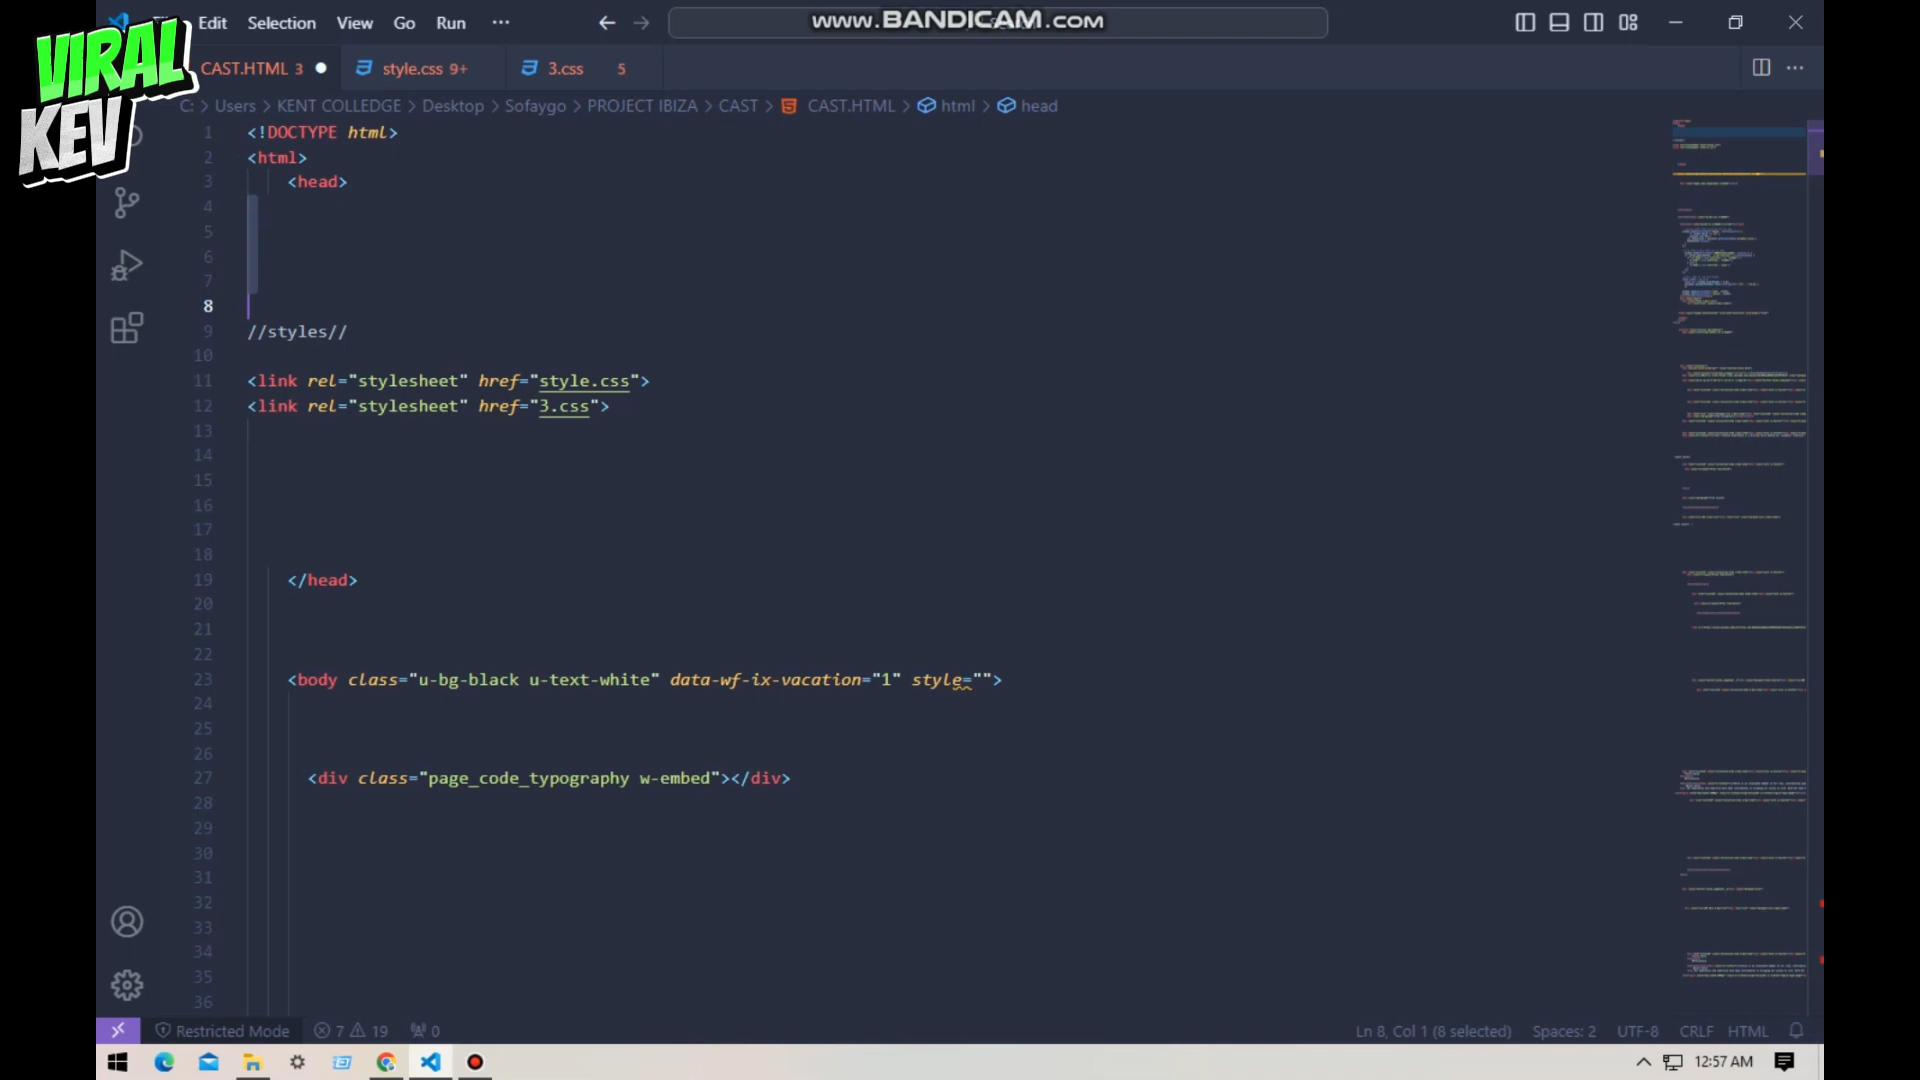 VIRAL
KEV
Edit Selection View Go Run ···
www.BANDICAM.COM
CAST.HTML 3
style.css 9+
3.css 5
C: > Users > KENT COLLEDGE > Desktop > Sofaygo > PROJECT IBIZA > CAST > CAST.HTML > html > head
1 <!DOCTYPE html>
2 <html>
3 <head>
4
5
6
7
8
9 //styles//
10
11 <link rel="stylesheet" href="style.css">
12 <link rel="stylesheet" href="3.css">
13
14
15
16
17
18
19 </head>
20
21
22
23 <body class="u-bg-black u-text-white" data-wf-ix-vacation="1" style="">
24
25
26
27 <div class="page_code_typography w-embed"></div>
28
29
30
31
32
33
34
35
36
Restricted Mode 7 19 0
Ln 8, Col 1 (8 selected) Spaces: 2 UTF-8 CRLF HTML
12:57 AM